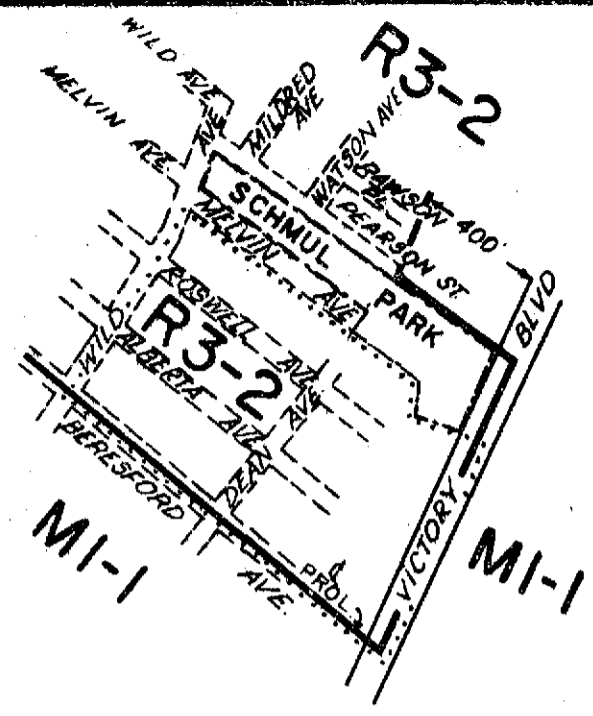 WILD AVE
AVE
MELVIN AVE
MILDRED AVE
WATSON AVE
R3-2
DAWSON PL
400'
PEARSON ST
SCHMUL PARK
MELVIN AVE
BLVD
ROSWELL AVE
R3-2
WILD
ALBERTA AVE
DEAN AVE
BERESFORD AVE.
M1-1
PROL.
VICTORY
M1-1